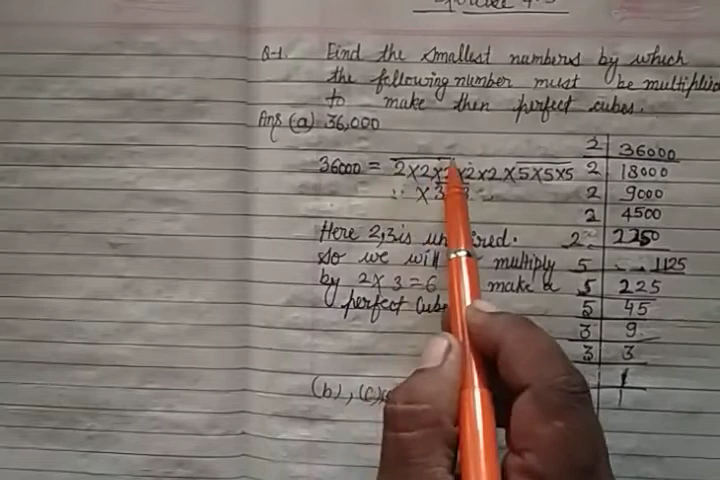 Q-1. Find the smallest numbers by which
the following number must be multiplied
to make then perfect cubes.
Ans (a) 36,000
36000 = 2×2×2×2×2×5×5×5
×3
Here 2,3 is
So we will multiply
by 2×3=6 make a
perfect cube
(b), (c)
2 36000
2 18000
2 9000
2 4500
2 2250
5 1125
5 225
5 45
3 9
3 3
1